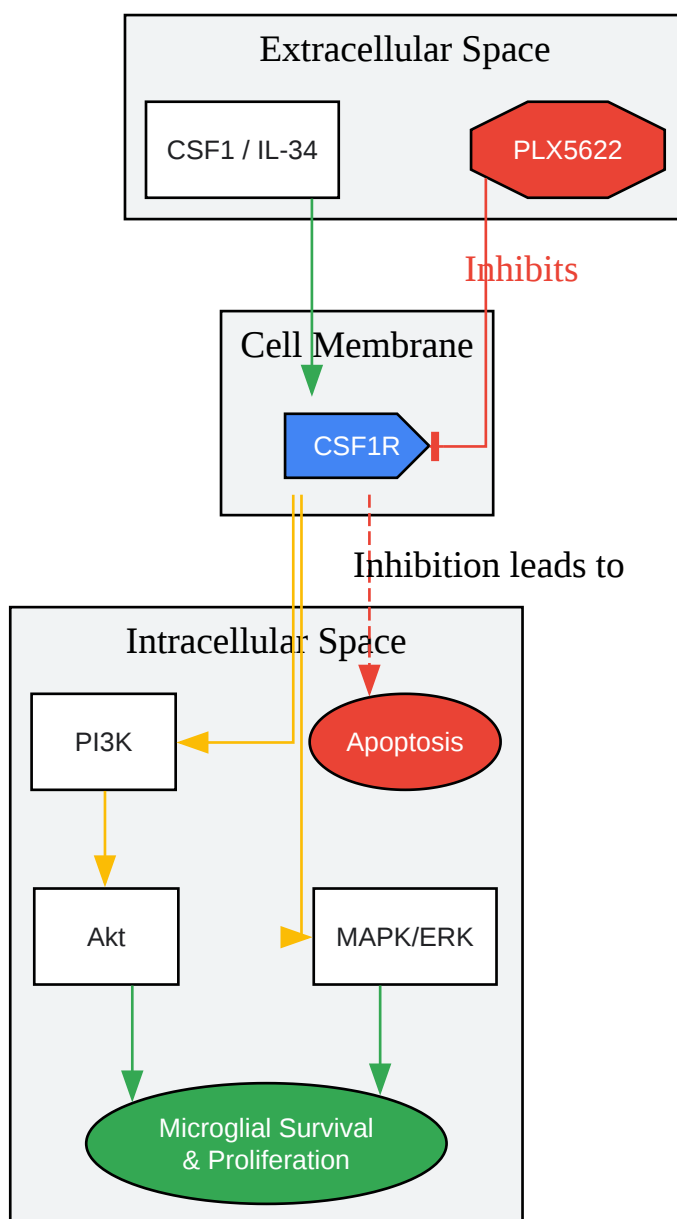 Extracellular Space
CSF1 / IL-34
PLX5622
Inhibits
Cell Membrane
CSF1R
Inhibition leads to
Intracellular Space
PI3K
Apoptosis
Akt
MAPK/ERK
Microglial Survival
& Proliferation